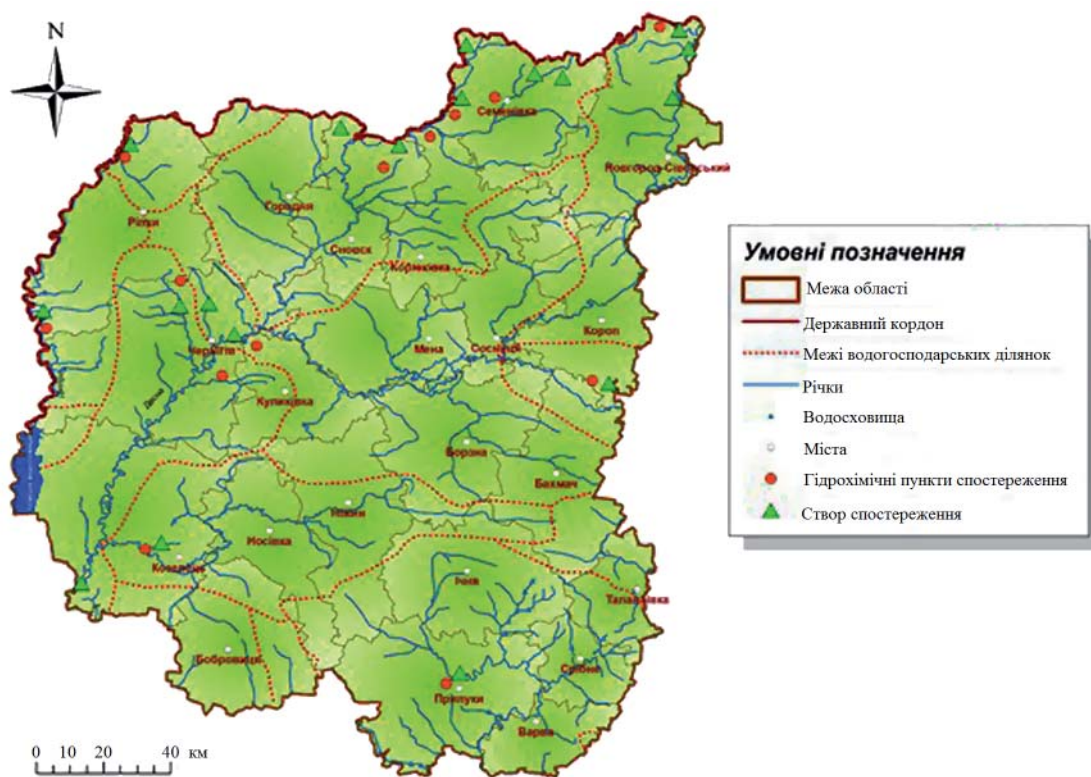 N
Семенівка
Новгород-Сіверський
Ріпки
Городня
Сновск
Корюківка
Короп
Чернігів
Мена
Сосниця
Десна
Куликівка
Борзна
Бахмач
Ніжин
Носівка
Козелець
Ічня
Талалаївка
Бобровиця
Срібне
Прилуки
Варва
0 10 20 40 км
Умовні позначення
Межа області
Державний кордон
Межі водогосподарських ділянок
Річки
Водосховища
Міста
Гідрохімічні пункти спостереження
Створ спостереження